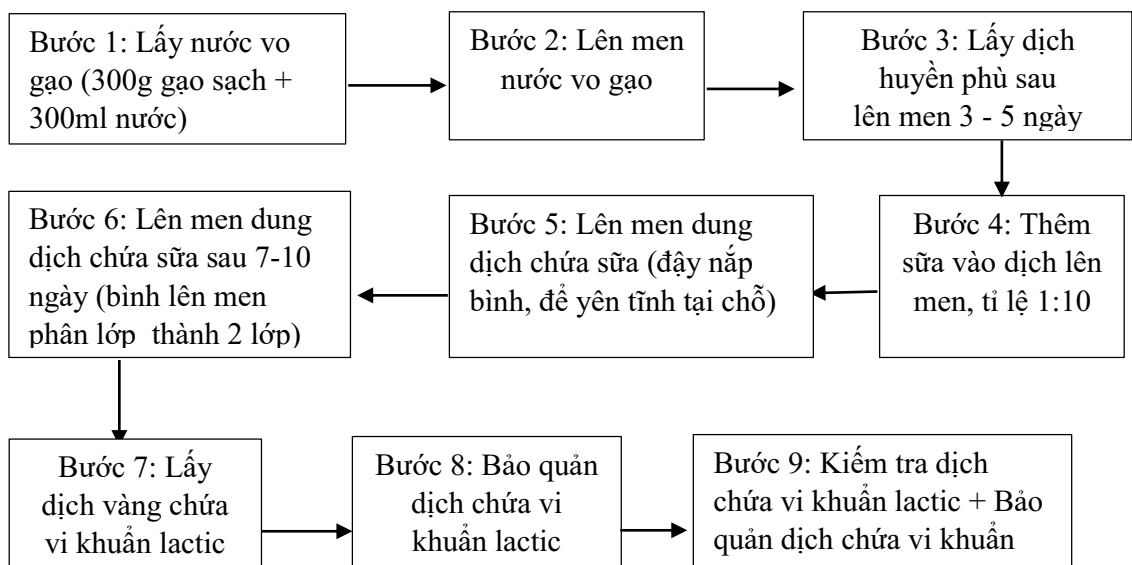 Bước 1: Lấy nước vo
gạo (300g gạo sạch +
300ml nước)
Bước 2: Lên men
nước vo gạo
Bước 3: Lấy dịch
huyền phù sau
lên men 3 - 5 ngày
Bước 4: Thêm
sữa vào dịch lên
men, tỉ lệ 1:10
Bước 5: Lên men dung
dịch chứa sữa (đậy nắp
bình, để yên tĩnh tại chỗ)
Bước 6: Lên men dung
dịch chứa sữa sau 7-10
ngày (bình lên men
phân lớp thành 2 lớp)
Bước 7: Lấy
dịch vàng chứa
vi khuẩn lactic
Bước 8: Bảo quản
dịch chứa vi
khuẩn lactic
Bước 9: Kiếm tra dịch
chứa vi khuẩn lactic + Bảo
quản dịch chứa vi khuẩn